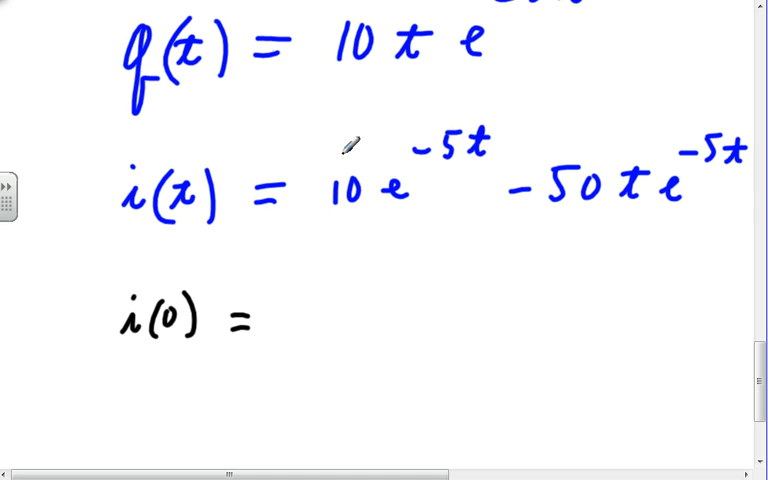 q(t) = 10 t e
i(t) = 10 e^{-5t} - 50 t e^{-5t}
i(0) =